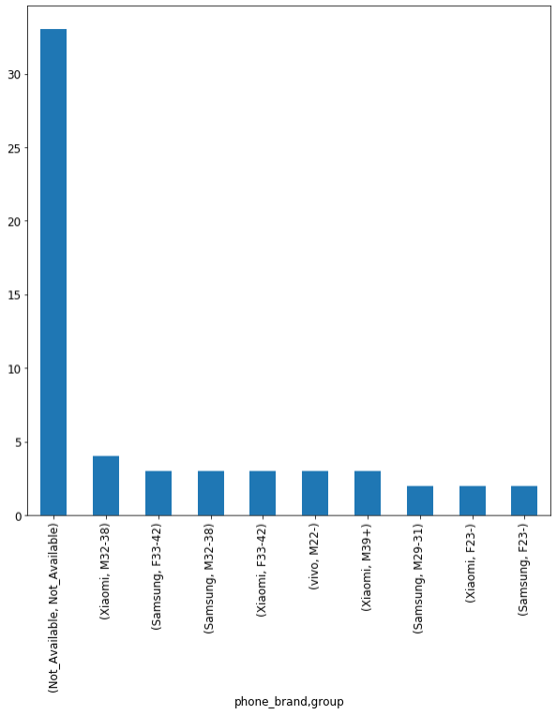 30
25
20
15
10
5
0
(Not_Available, Not_Available)
(Xiaomi, M32-38)
(Samsung, F33-42)
(Samsung, M32-38)
(Xiaomi, F33-42)
(vivo, M22-)
(Xiaomi, M39+)
(Samsung, M29-31)
(Xiaomi, F23-)
(Samsung, F23-)
phone_brand,group